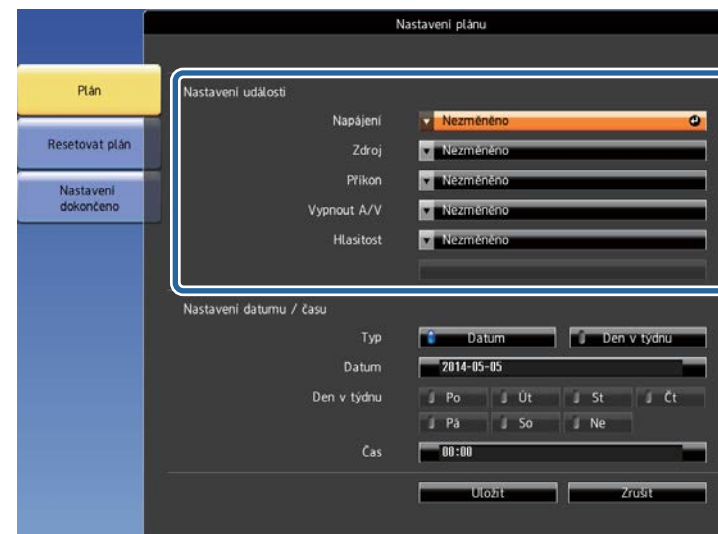 Nastavení plánu
Plán
Resetovat plán
Nastavení
dokončeno
Nastavení události
Napájení Nezměněno
Zdroj Nezměněno
Příkon Nezměněno
Vypnout A/V Nezměněno
Hlasitost Nezměněno
Nastavení datumu / času
Typ Datum Den v týdnu
Datum 2014-05-05
Den v týdnu Po Út St Čt
Pá So Ne
Čas 00:00
Uložit Zrušit